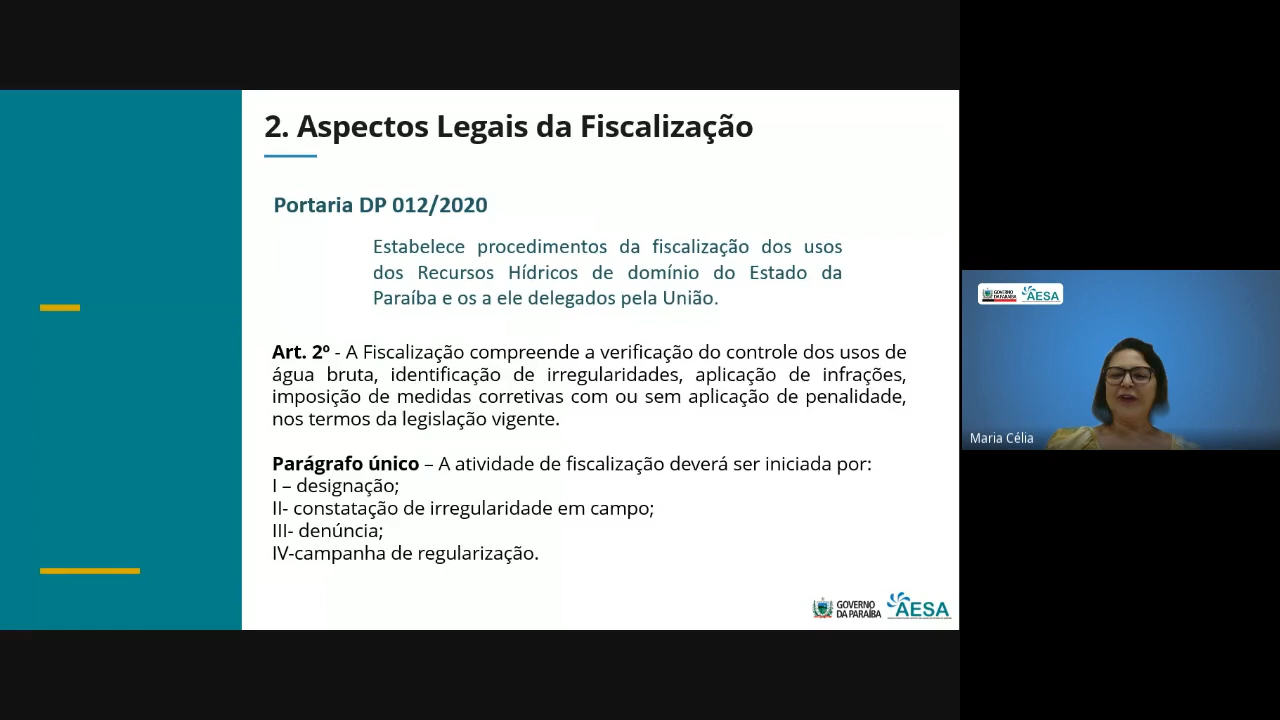 2. Aspectos Legais da Fiscalização
Portaria DP 012/2020
Estabelece procedimentos da fiscalização dos usos
dos Recursos Hídricos de domínio do Estado da
Paraíba e os a ele delegados pela União.
Art. 2º - A Fiscalização compreende a verificação do controle dos usos de
água bruta, identificação de irregularidades, aplicação de infrações,
imposição de medidas corretivas com ou sem aplicação de penalidade,
nos termos da legislação vigente.
Parágrafo único – A atividade de fiscalização deverá ser iniciada por:
I – designação;
II- constatação de irregularidade em campo;
III- denúncia;
IV-campanha de regularização.
GOVERNO
DA PARAÍBA
AESA
GOVERNO
DA PARAÍBA
AESA
Maria Célia